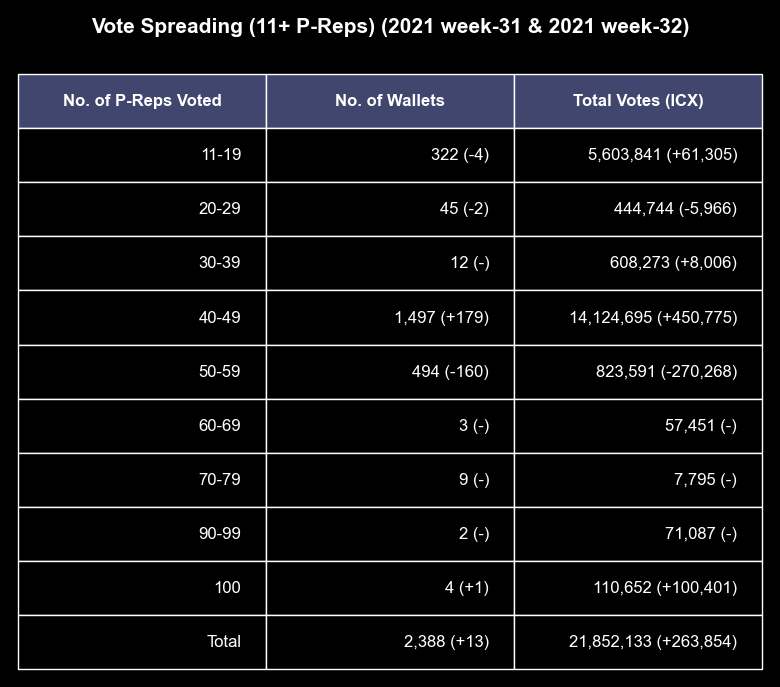 Vote Spreading (11+ P-Reps) (2021 week-31 & 2021 week-32)
No. of P-Reps Voted No. of Wallets Total Votes (ICX)
11-19 322 (-4) 5,603,841 (+61,305)
20-29 45 (-2) 444,744 (-5,966)
30-39 12 (-) 608,273 (+8,006)
40-49 1,497 (+179) 14,124,695 (+450,775)
50-59 494 (-160) 823,591 (-270,268)
60-69 3 (-) 57,451 (-)
70-79 9 (-) 7,795 (-)
90-99 2 (-) 71,087 (-)
100 4 (+1) 110,652 (+100,401)
Total 2,388 (+13) 21,852,133 (+263,854)